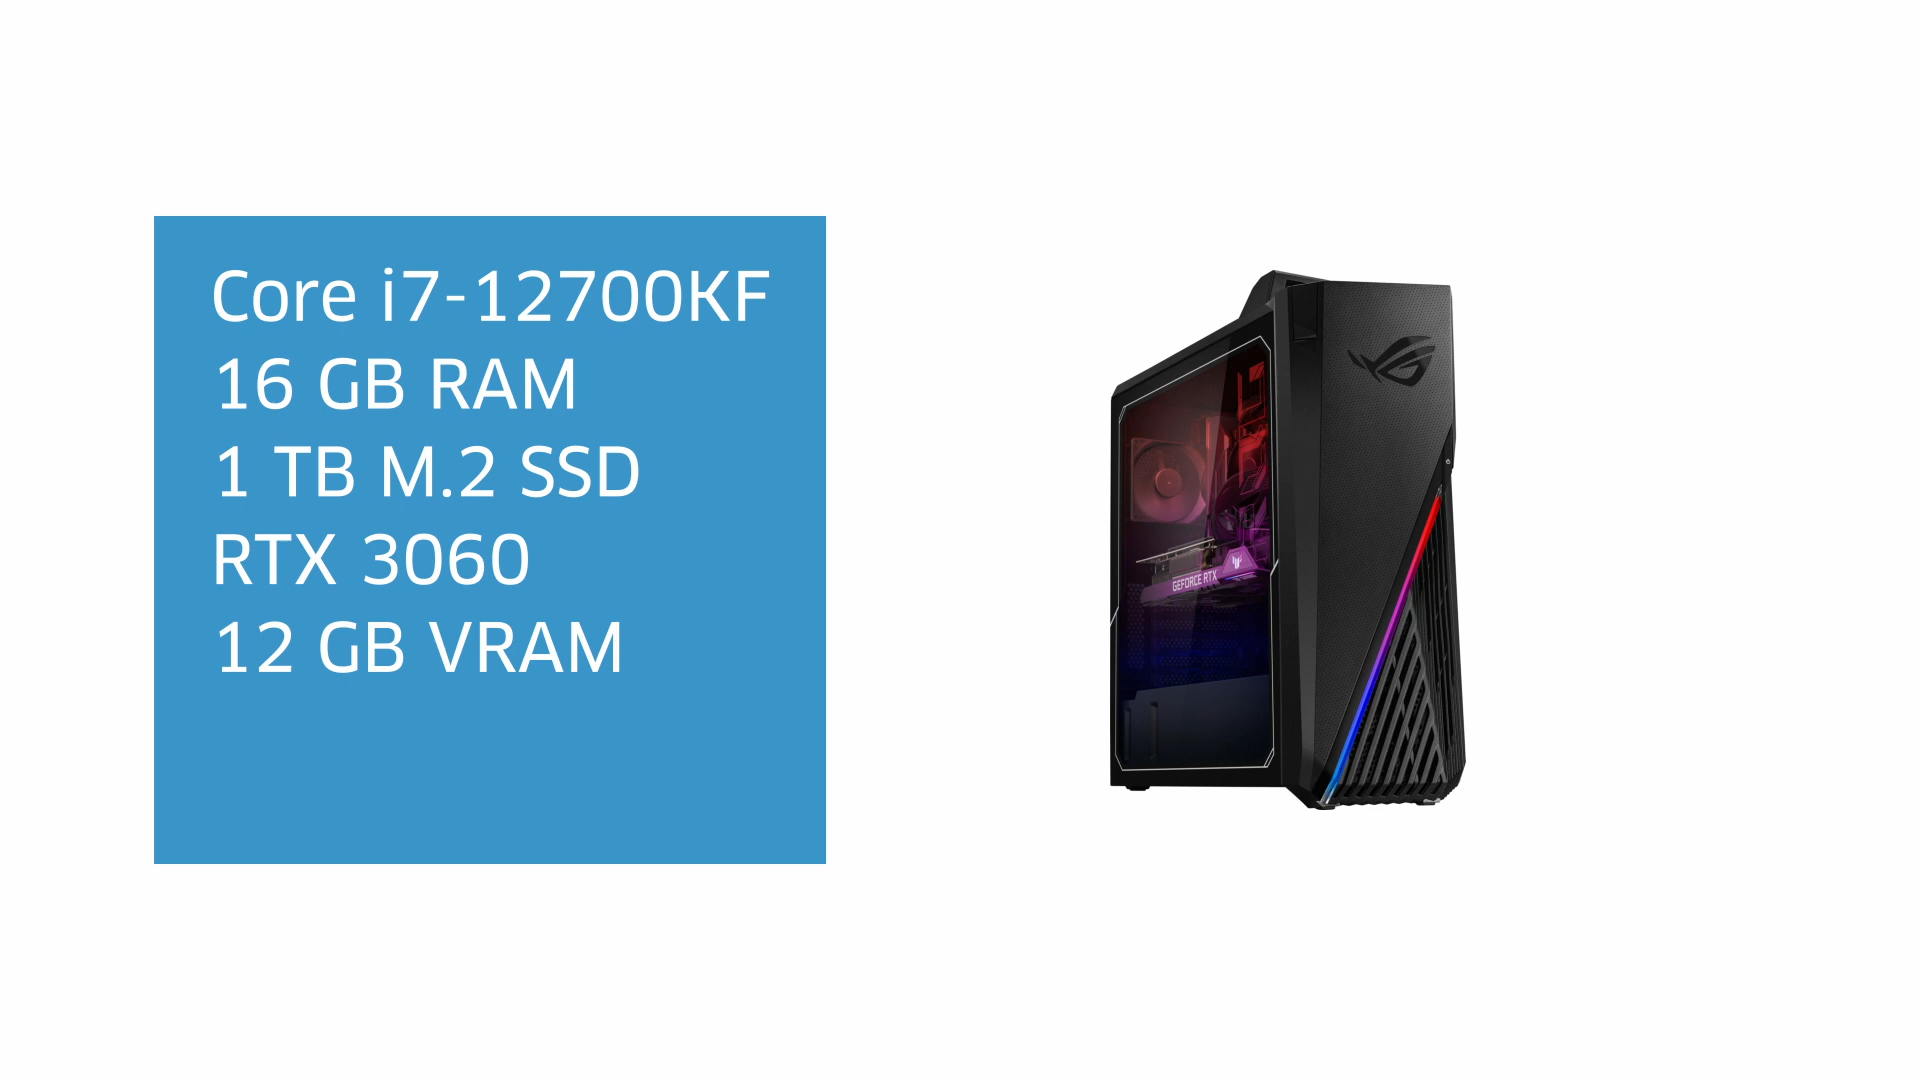 Core i7-12700KF
16 GB RAM
1 TB M.2 SSD
RTX 3060
12 GB VRAM
GEFORCE RTX